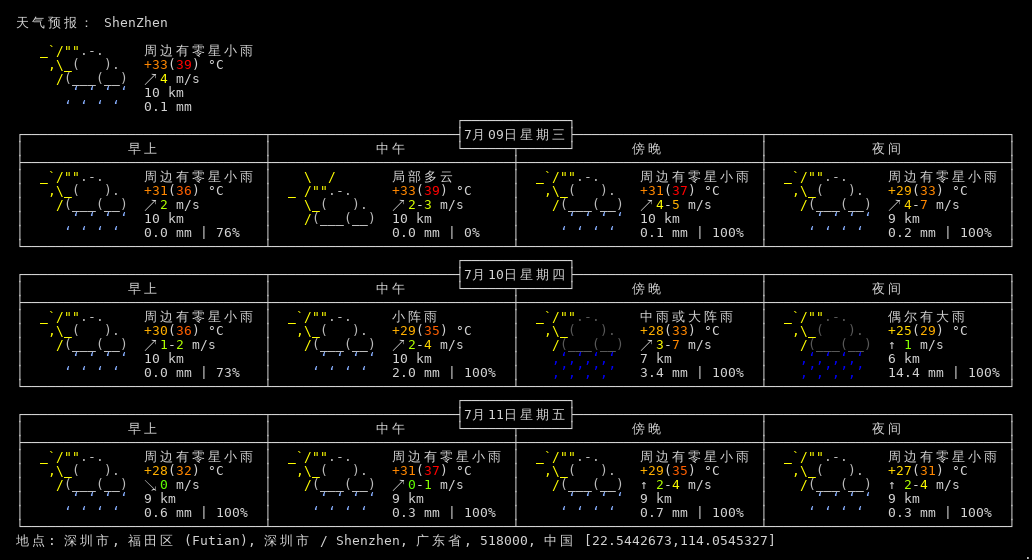 天气预报： ShenZhen
周边有零星小雨
+33(39) °C
↗4 m/s
10 km
0.1 mm
7月09日星期三
早上 中午 傍晚 夜间
周边有零星小雨 局部多云 周边有零星小雨 周边有零星小雨
+31(36) °C +33(39) °C +31(37) °C +29(33) °C
↗2 m/s ↗2-3 m/s ↗4-5 m/s ↗4-7 m/s
10 km 10 km 10 km 9 km
0.0 mm | 76% 0.0 mm | 0% 0.1 mm | 100% 0.2 mm | 100%
7月10日星期四
早上 中午 傍晚 夜间
周边有零星小雨 小阵雨 中雨或大阵雨 偶尔有大雨
+30(36) °C +29(35) °C +28(33) °C +25(29) °C
↗1-2 m/s ↗2-4 m/s ↗3-7 m/s ↑ 1 m/s
10 km 10 km 7 km 6 km
0.0 mm | 73% 2.0 mm | 100% 3.4 mm | 100% 14.4 mm | 100%
7月11日星期五
早上 中午 傍晚 夜间
周边有零星小雨 周边有零星小雨 周边有零星小雨 周边有零星小雨
+28(32) °C +31(37) °C +29(35) °C +27(31) °C
↘0 m/s ↗0-1 m/s ↑ 2-4 m/s ↑ 2-4 m/s
9 km 9 km 9 km 9 km
0.6 mm | 100% 0.3 mm | 100% 0.7 mm | 100% 0.3 mm | 100%
地点: 深圳市, 福田区 (Futian), 深圳市 / Shenzhen, 广东省, 518000, 中国 [22.5442673,114.0545327]